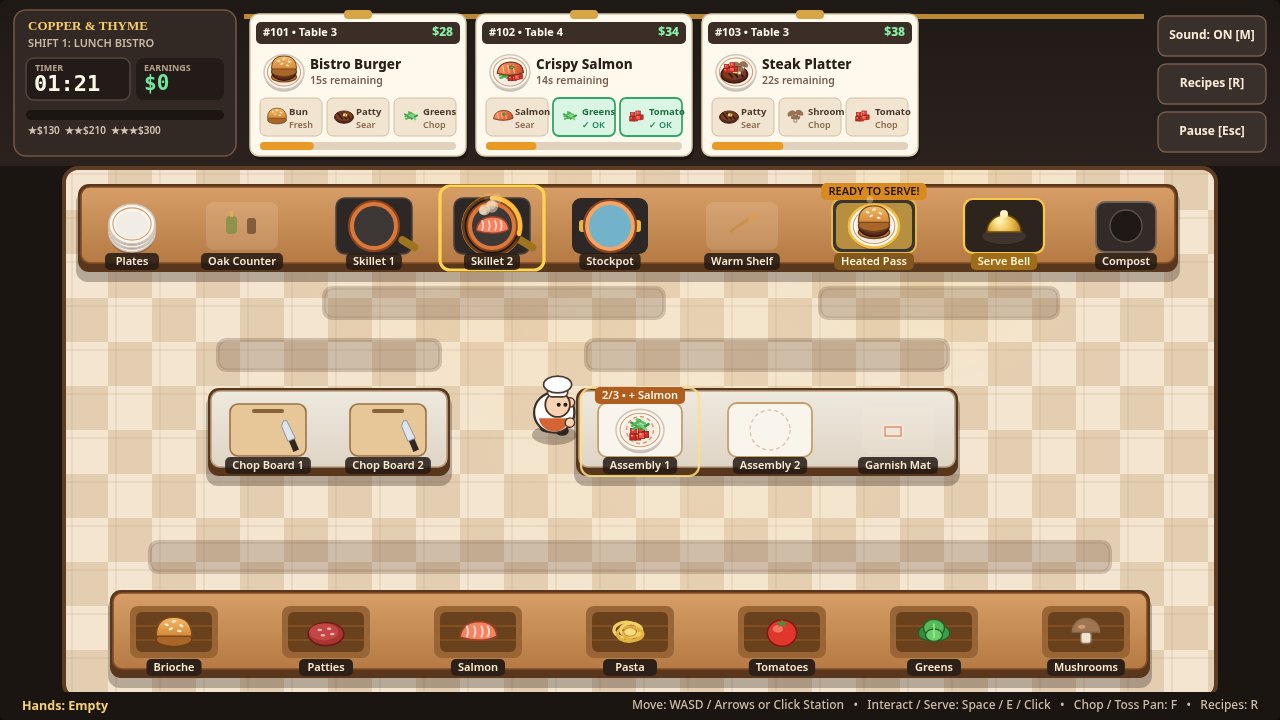 COPPER & THYME
SHIFT 1: LUNCH BISTRO
TIMER
01:21
EARNINGS
$0
★$130 ★★$210 ★★★$300
#101 • Table 3
$28
Bistro Burger
15s remaining
Bun
Fresh
Patty
Sear
Greens
Chop
#102 • Table 4
$34
Crispy Salmon
14s remaining
Salmon
Sear
Greens
✓ OK
Tomato
✓ OK
#103 • Table 3
$38
Steak Platter
22s remaining
Patty
Sear
Shroom
Chop
Tomato
Chop
Sound: ON [M]
Recipes [R]
Pause [Esc]
READY TO SERVE!
Plates
Oak Counter
Skillet 1
Skillet 2
Stockpot
Warm Shelf
Heated Pass
Serve Bell
Compost
2/3 • + Salmon
Chop Board 1
Chop Board 2
Assembly 1
Assembly 2
Garnish Mat
Brioche
Patties
Salmon
Pasta
Tomatoes
Greens
Mushrooms
Hands: Empty
Move: WASD / Arrows or Click Station • Interact / Serve: Space / E / Click • Chop / Toss Pan: F • Recipes: R